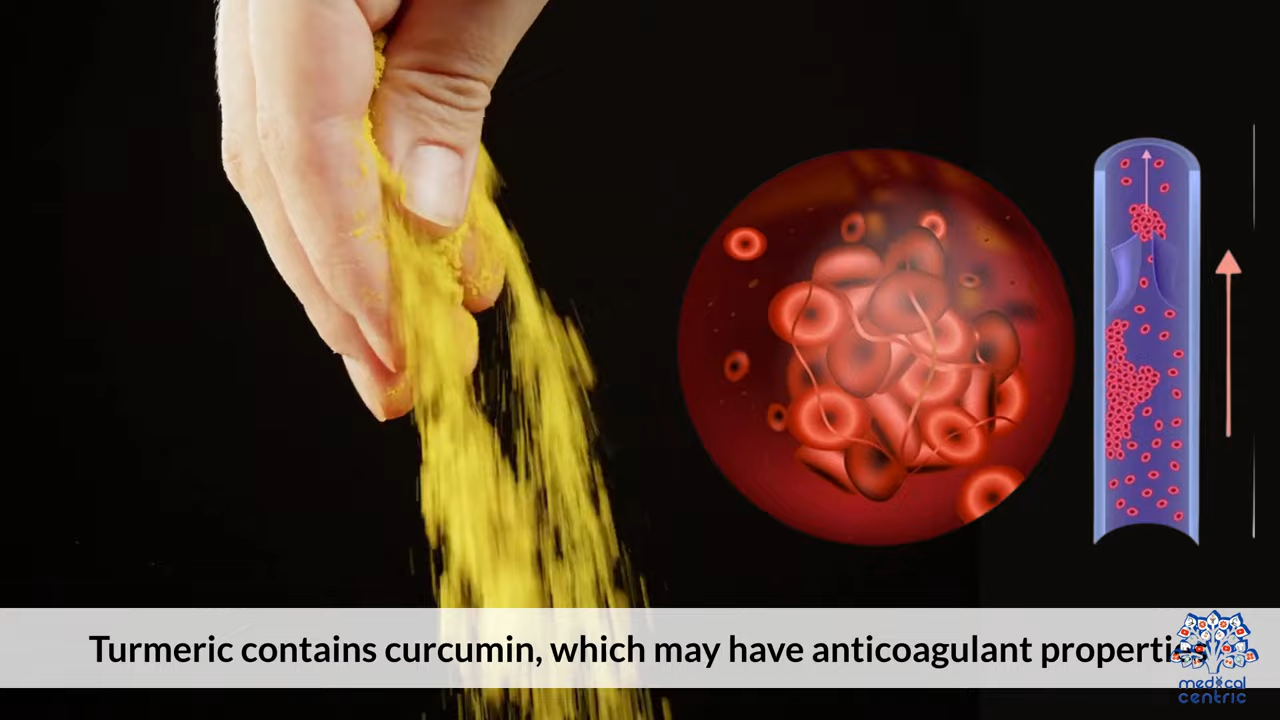 Turmeric contains curcumin, which may have anticoagulant properties
medical
centric